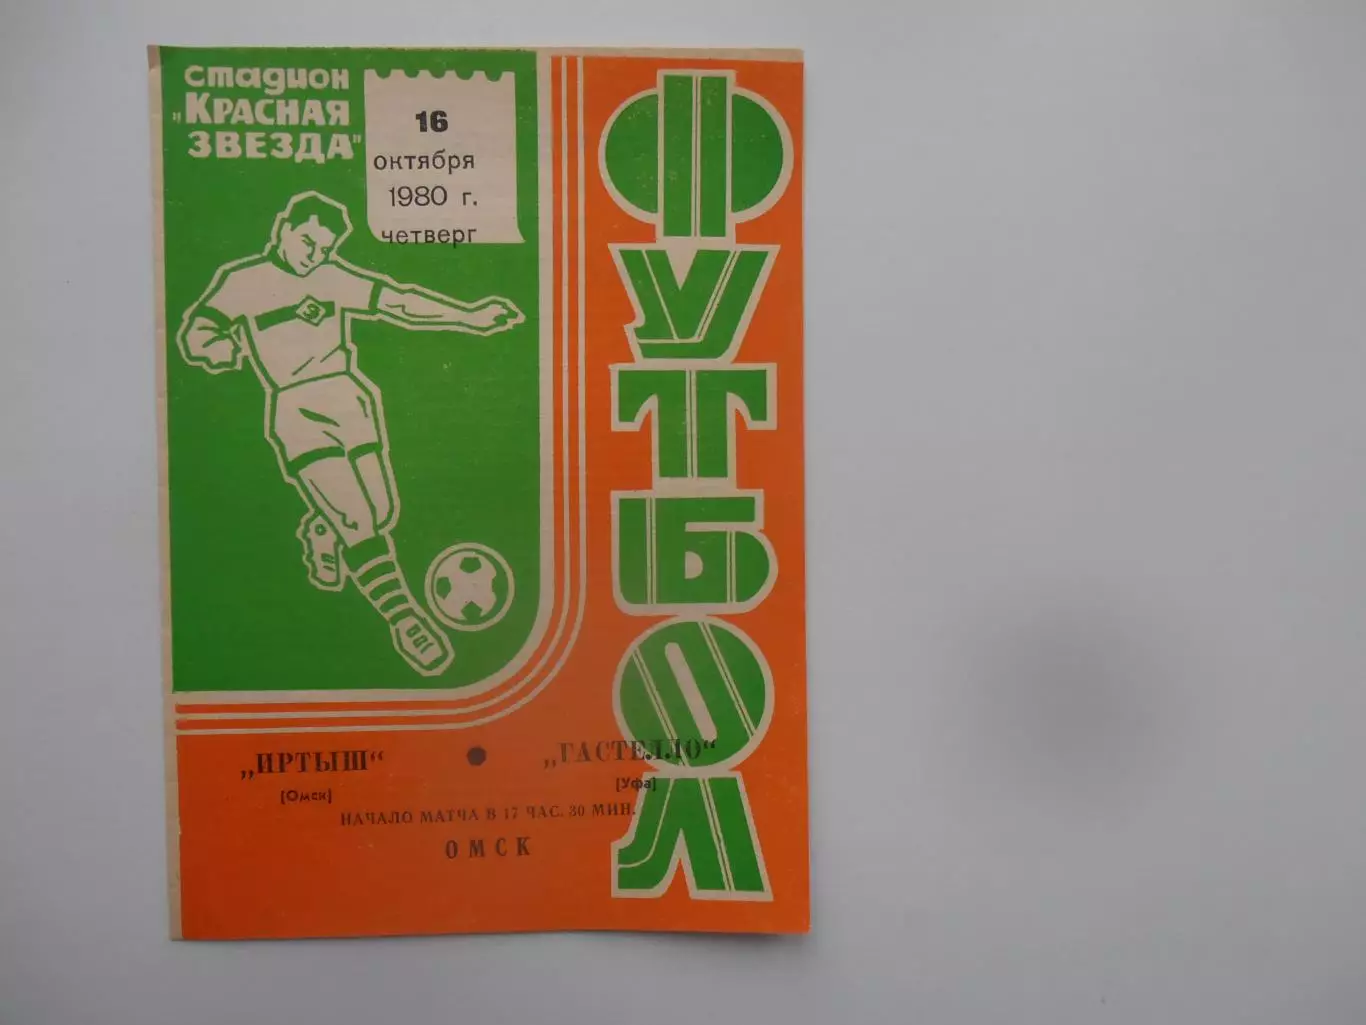 стадион
"КРАСНАЯ
ЗВЕЗДА"
16
октября
1980 г.
четверг
ФУТБОЛ
„ИРТЫШ“ • „ГАСТЕЛЛО“
[Омск] [Уфа]
НАЧАЛО МАТЧА В 17 ЧАС. 30 МИН.
ОМСК